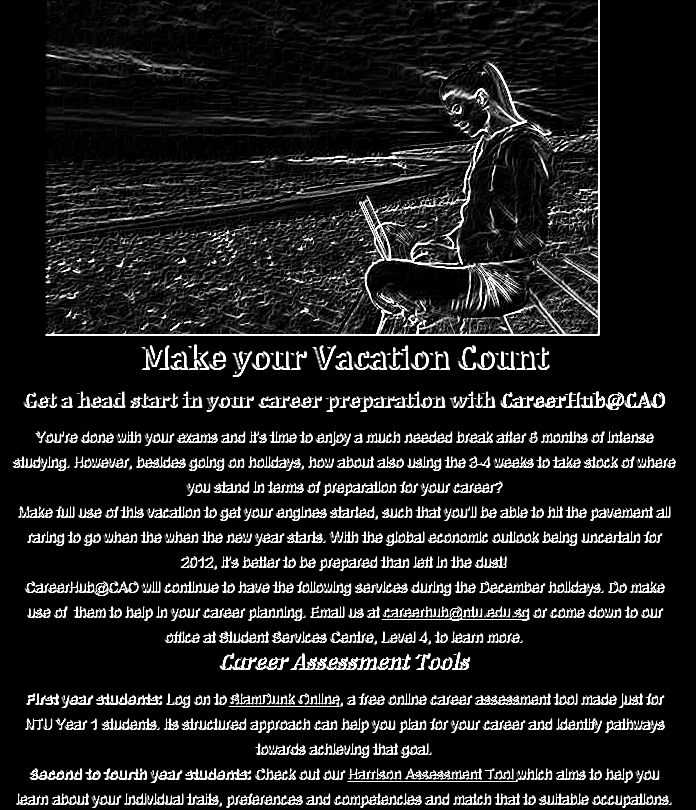 Make your Vacation Count
Get a head start in your career preparation with CareerHub@CAO
You're done with your exams and it's time to enjoy a much needed break after 5 months of intense
studying. However, besides going on holidays, how about also using the 3-4 weeks to take stock of where
you stand in terms of preparation for your career?
Make full use of this vacation to get your engines started, such that you'll be able to hit the pavement all
raring to go when the when the new year starts. With the global economic outlook being uncertain for
2012, it's better to be prepared than left in the dust!
CareerHub@CAO will continue to have the following services during the December holidays. Do make
use of them to help in your career planning. Email us at careerhub@ntu.edu.sg or come down to our
office at Student Services Centre, Level 4, to learn more.
Career Assessment Tools
First year students: Log on to SlamDunk Online, a free online career assessment tool made just for
NTU Year 1 students. Its structured approach can help you plan for your career and identify pathways
towards achieving that goal.
Second to fourth year students: Check out our Harrison Assessment Tool which aims to help you
learn about your individual traits, preferences and competencies and match that to suitable occupations.